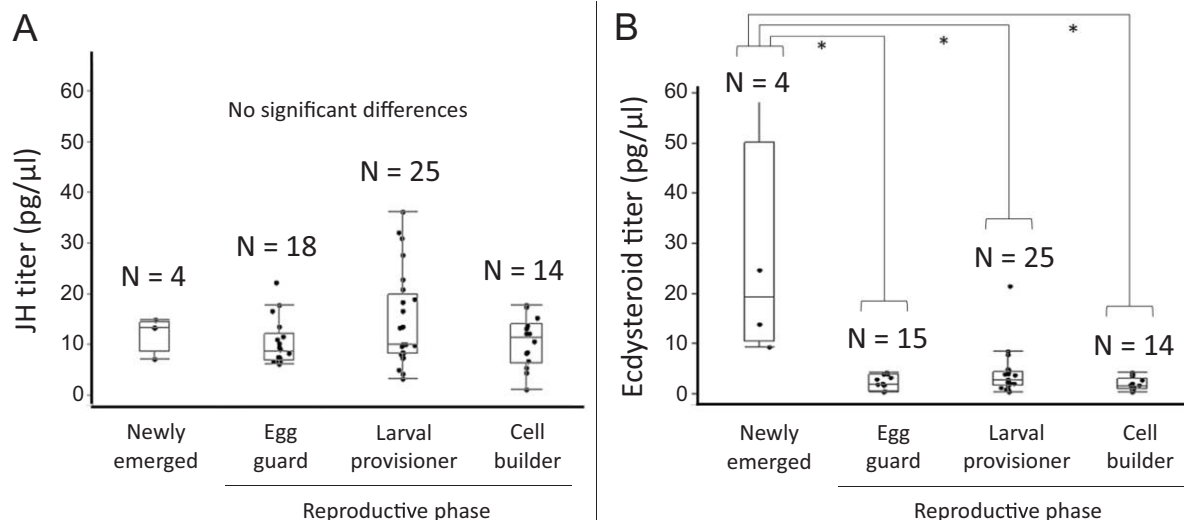 A
JH titer (pg/µl)
60
50
40
30
20
10
0
No significant differences
N = 4
N = 18
N = 25
N = 14
Newly
emerged
Egg
guard
Larval
provisioner
Cell
builder
Reproductive phase
B
Ecdysteroid titer (pg/µl)
60
50
40
30
20
10
0
*
*
*
N = 4
N = 15
N = 25
N = 14
Newly
emerged
Egg
guard
Larval
provisioner
Cell
builder
Reproductive phase